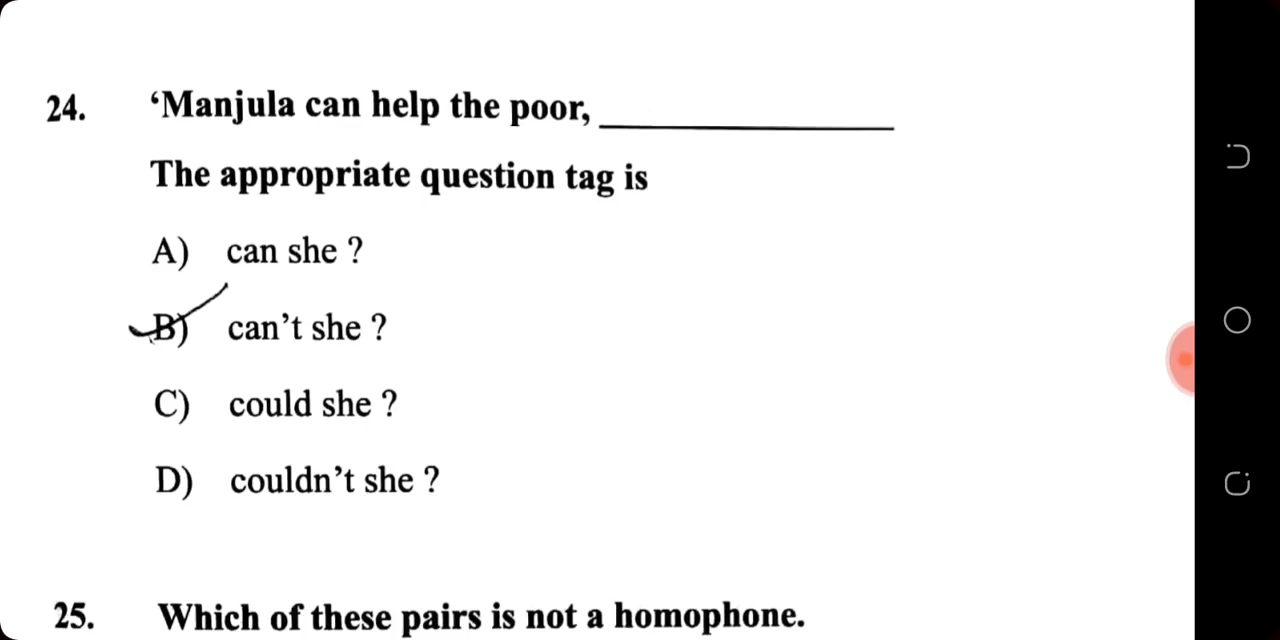 24. ‘Manjula can help the poor, 
The appropriate question tag is
A) can she ?
B) can’t she ?
C) could she ?
D) couldn’t she ?
25. Which of these pairs is not a homophone.